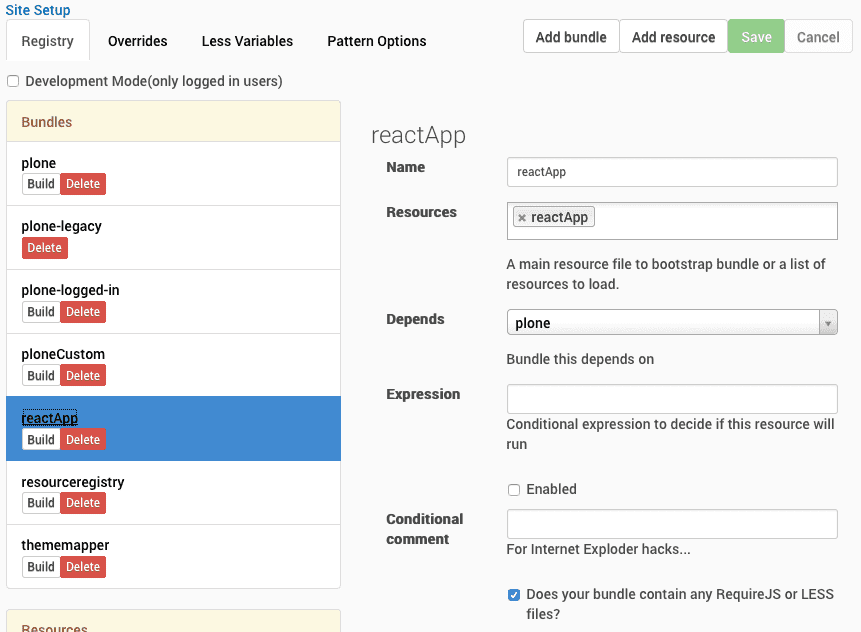 Site Setup
Registry Overrides Less Variables Pattern Options Add bundle Add resource Save Cancel
Development Mode(only logged in users)
Bundles
plone
Build Delete
plone-legacy
Delete
plone-logged-in
Build Delete
ploneCustom
Build Delete
reactApp
Build Delete
resourceregistry
Build Delete
thememapper
Build Delete
Resources
reactApp
Name reactApp
Resources × reactApp
A main resource file to bootstrap bundle or a list of
resources to load.
Depends plone
Bundle this depends on
Expression
Conditional expression to decide if this resource will
run
Enabled
Conditional
comment
For Internet Exploder hacks...
Does your bundle contain any RequireJS or LESS
files?